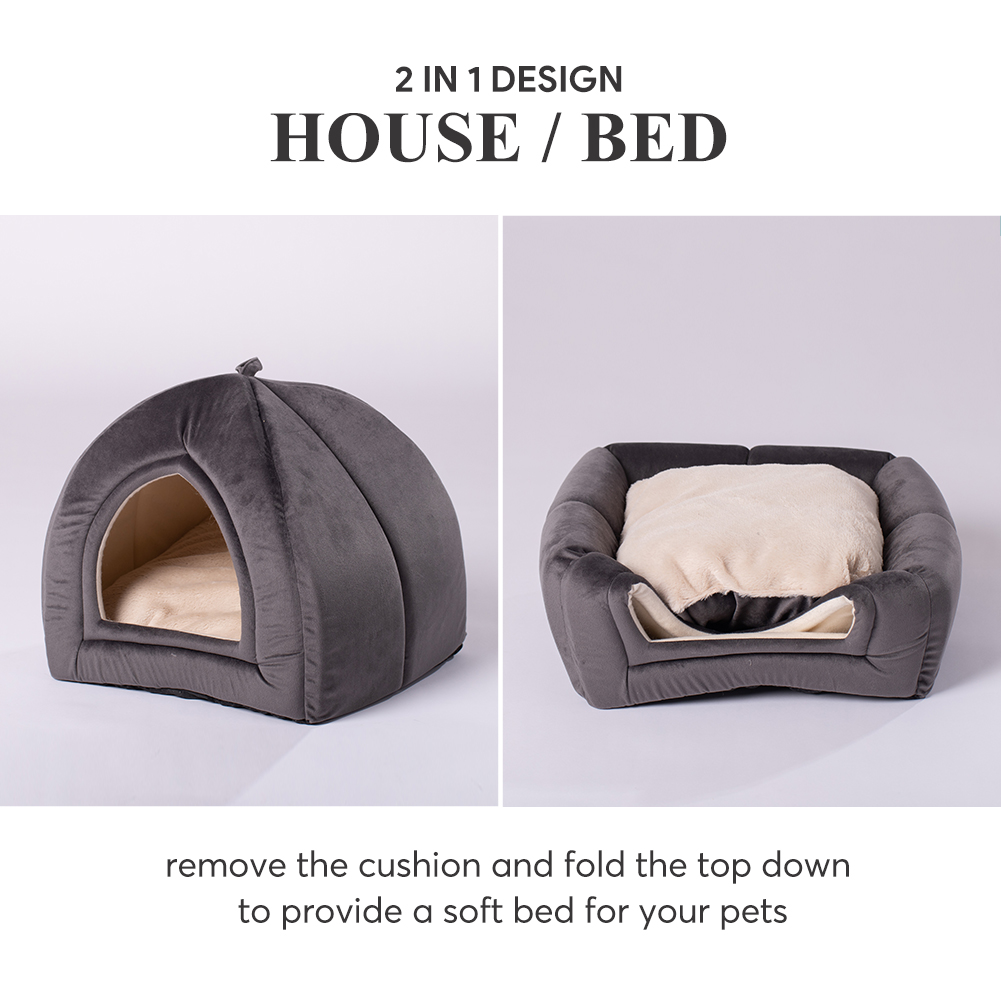 2 IN 1 DESIGN
HOUSE / BED
remove the cushion and fold the top down
to provide a soft bed for your pets